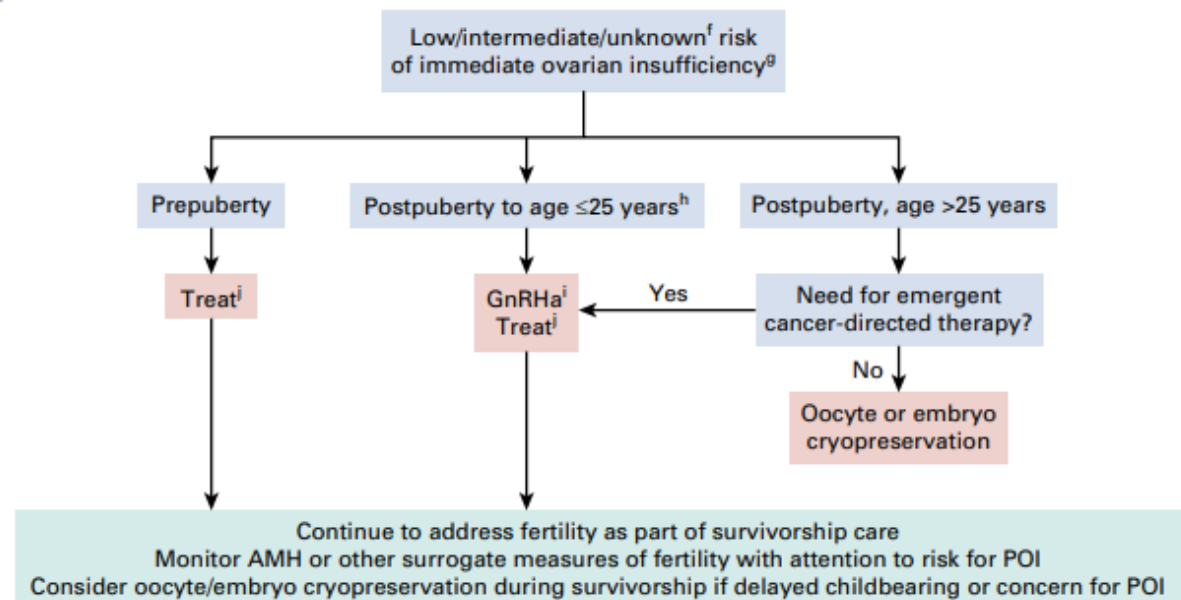 Low/intermediate/unknownᶠ risk
of immediate ovarian insufficiencyᵍ
Prepuberty
Postpuberty to age ≤25 yearsʰ
Postpuberty, age >25 years
Treatʲ
GnRHaⁱ
Treatʲ
Yes
Need for emergent
cancer-directed therapy?
No
Oocyte or embryo
cryopreservation
Continue to address fertility as part of survivorship care
Monitor AMH or other surrogate measures of fertility with attention to risk for POI
Consider oocyte/embryo cryopreservation during survivorship if delayed childbearing or concern for POI